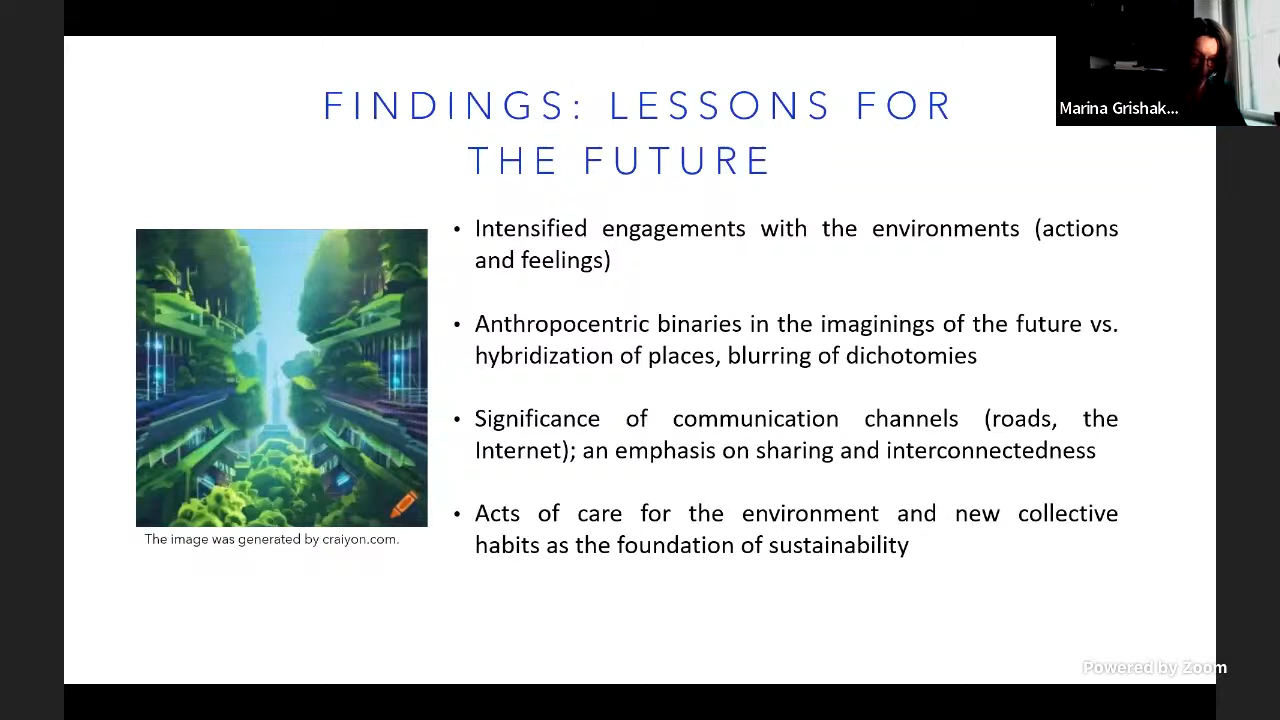 FINDINGS: LESSONS FOR
THE FUTURE
Marina Grishak...
• Intensified engagements with the environments (actions
and feelings)
• Anthropocentric binaries in the imaginings of the future vs.
hybridization of places, blurring of dichotomies
• Significance of communication channels (roads, the
Internet); an emphasis on sharing and interconnectedness
• Acts of care for the environment and new collective
habits as the foundation of sustainability
The image was generated by craiyon.com.
Powered by Zoom